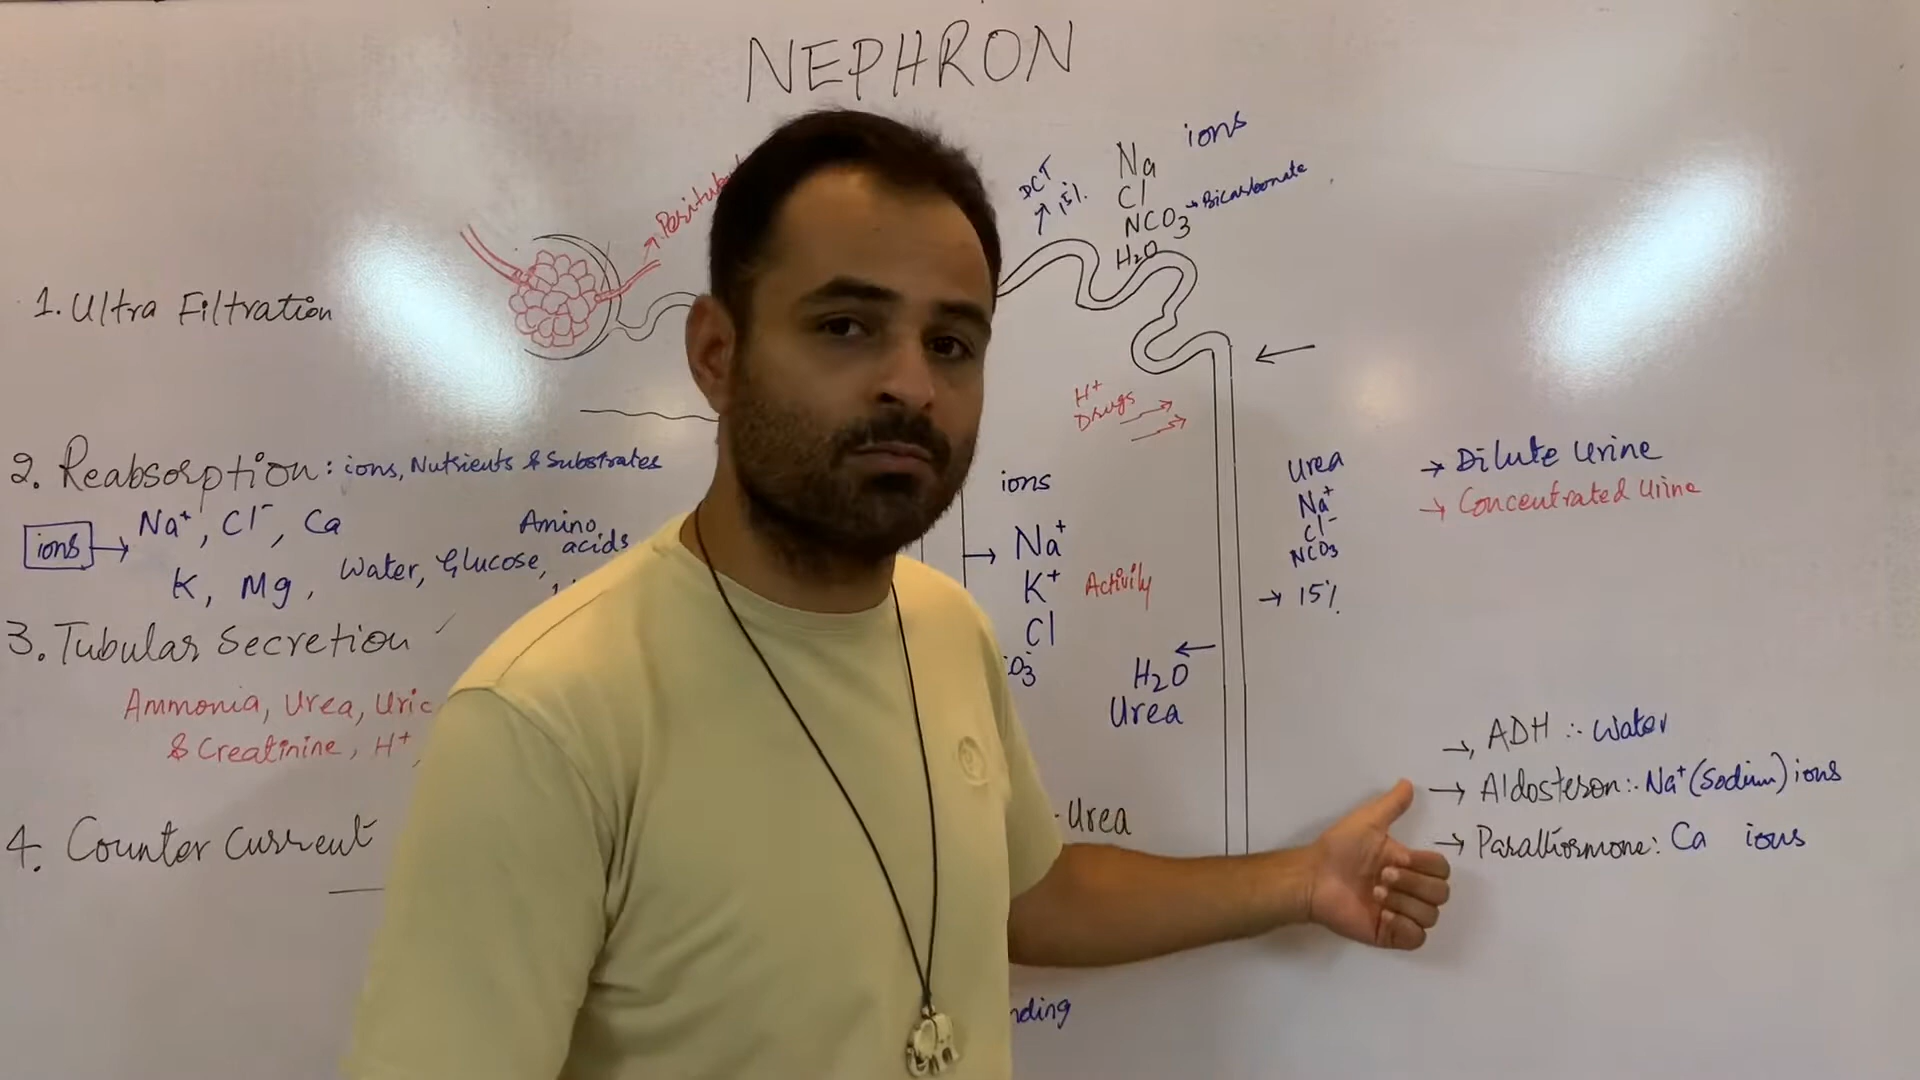 NEPHRON
1. Ultra Filtration
2. Reabsorption: ions, Nutrients & Substrates
ions → Na⁺, Cl⁻, Ca
K, Mg, Water, Glucose, Amino acids
3. Tubular Secretion
Ammonia, Urea, Uric
& Creatinine, H⁺,
4. Counter Current
DCT
15%
ions
Na
Cl
NCO₃ → Bicarbonate
H₂O
H⁺
Drugs
ions
Na⁺
K⁺ Activity
Cl
H₂O
Urea
-Urea
Urea
Na⁺
Cl⁻
NCO₃
→ 15%
→ Dilute Urine
→ Concentrated Urine
→ ADH ∴ Water
→ Aldosteron:- Na⁺ (Sodium) ions
→ Parathormone: Ca ions